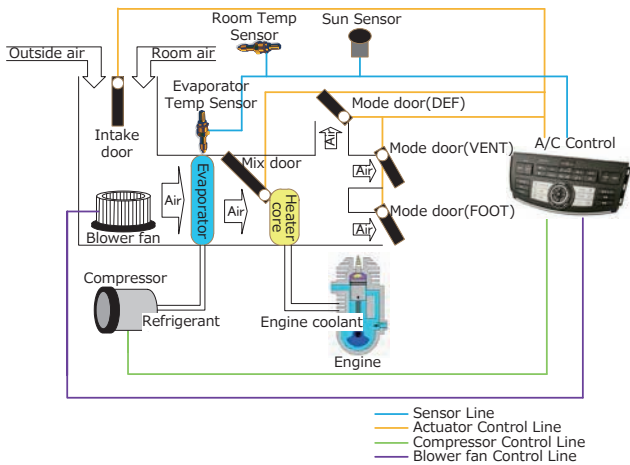 Room Temp
Sensor
Sun Sensor
Outside air
Room air
Evaporator
Temp Sensor
Mode door(DEF)
Intake
door
Air
A/C Control
Mix door
Mode door(VENT)
Air
Evaporator
Air
Air
Heater
core
Mode door(FOOT)
Blower fan
Air
Compressor
Refrigerant
Engine coolant
Engine
Sensor Line
Actuator Control Line
Compressor Control Line
Blower fan Control Line